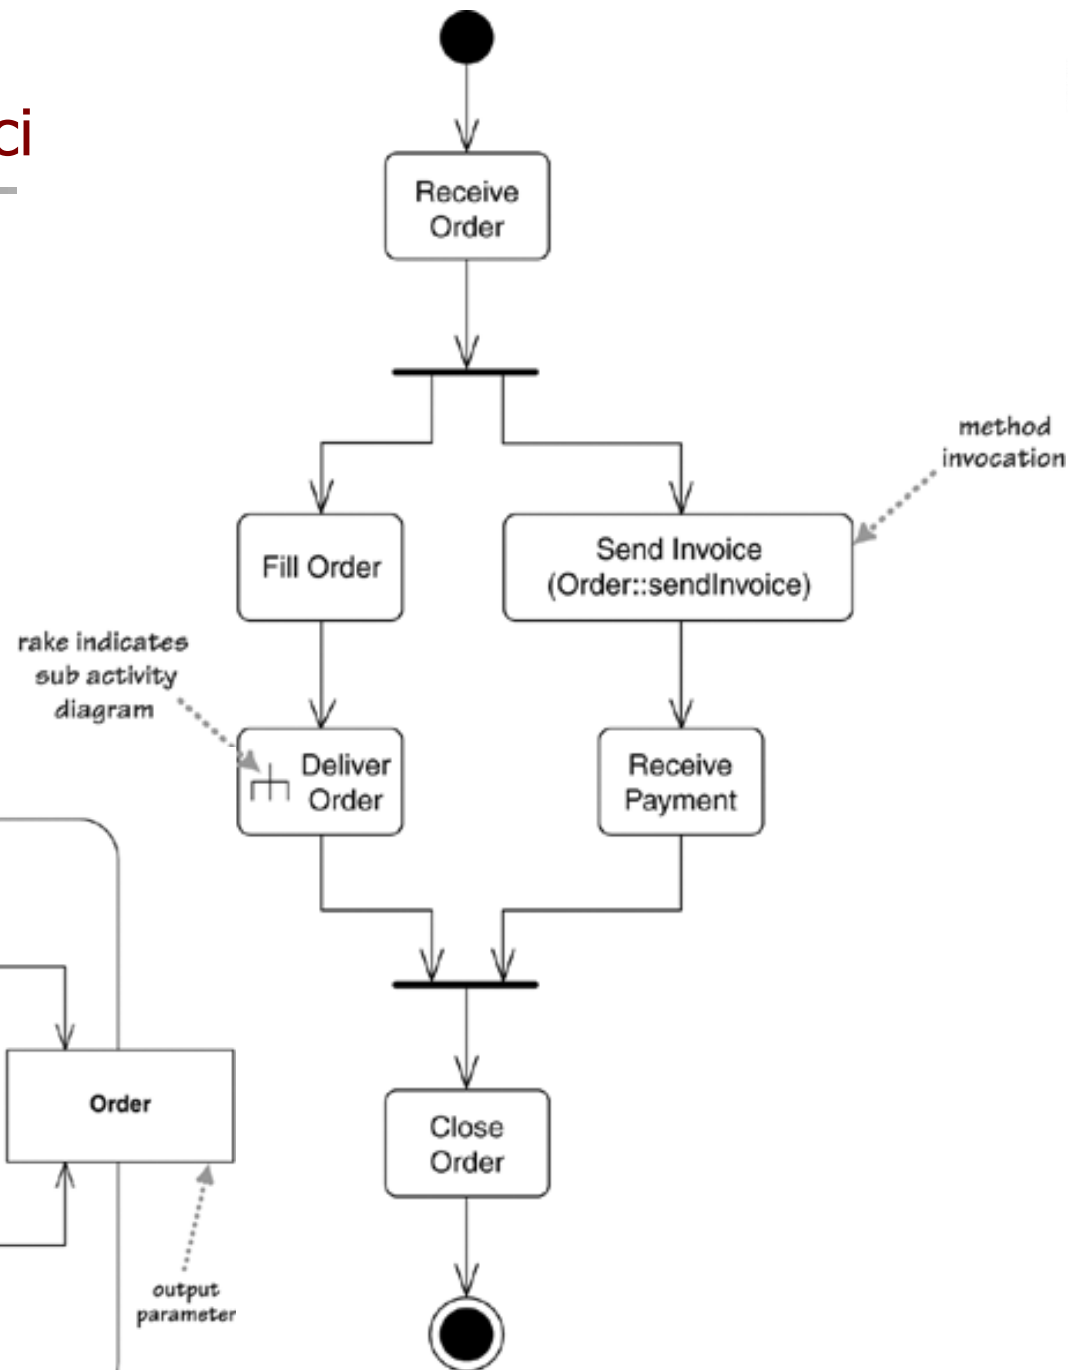 ci
Receive
Order
method
invocation
Fill Order
Send Invoice
(Order::sendInvoice)
rake indicates
sub activity
diagram
Deliver
Order
Receive
Payment
Order
Close
Order
output
parameter